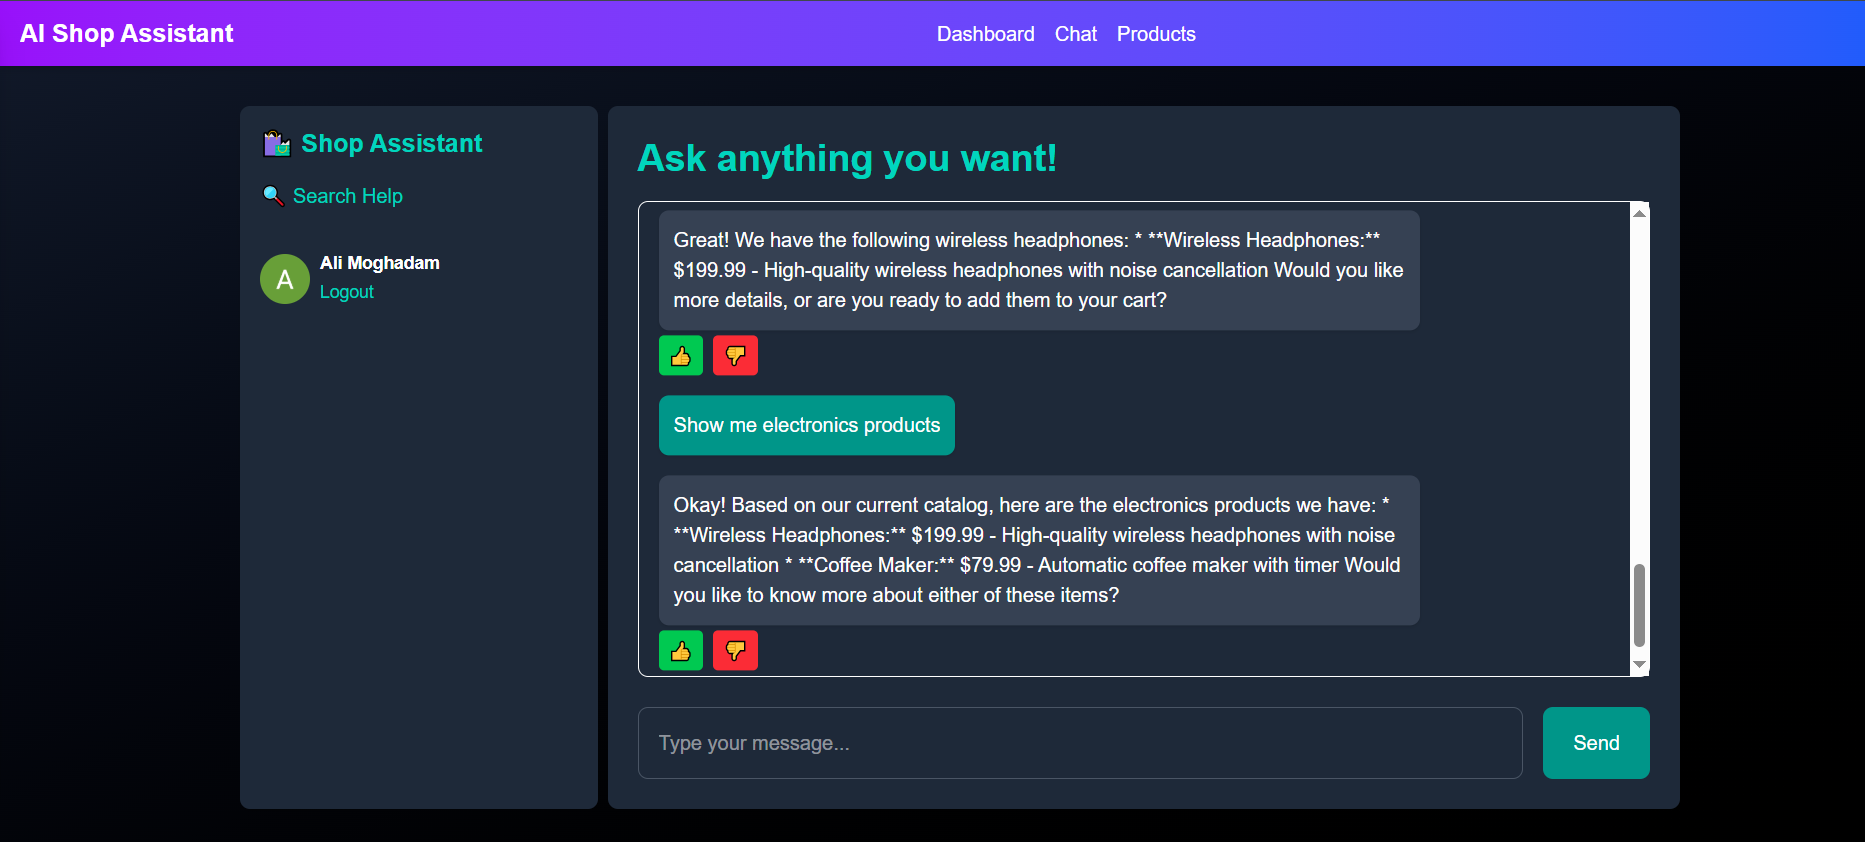 AI Shop Assistant
Dashboard Chat Products
Shop Assistant
Search Help
A
Ali Moghadam
Logout
Ask anything you want!
Great! We have the following wireless headphones: * **Wireless Headphones:**
$199.99 - High-quality wireless headphones with noise cancellation Would you like
more details, or are you ready to add them to your cart?
Show me electronics products
Okay! Based on our current catalog, here are the electronics products we have: *
**Wireless Headphones:** $199.99 - High-quality wireless headphones with noise
cancellation * **Coffee Maker:** $79.99 - Automatic coffee maker with timer Would
you like to know more about either of these items?
Type your message...
Send